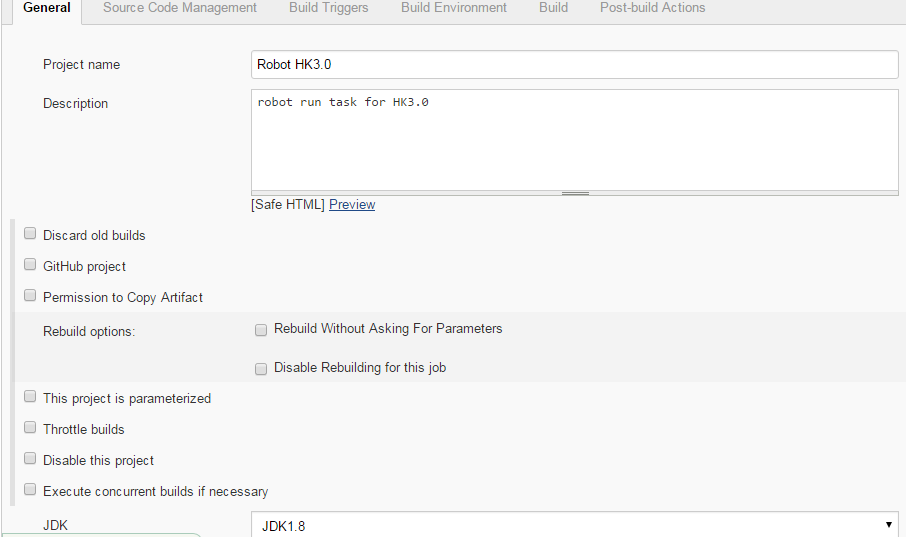 General Source Code Management Build Triggers Build Environment Build Post-build Actions
Project name Robot HK3.0
Description robot run task for HK3.0
[Safe HTML] Preview
Discard old builds
GitHub project
Permission to Copy Artifact
Rebuild options: Rebuild Without Asking For Parameters
Disable Rebuilding for this job
This project is parameterized
Throttle builds
Disable this project
Execute concurrent builds if necessary
JDK JDK1.8